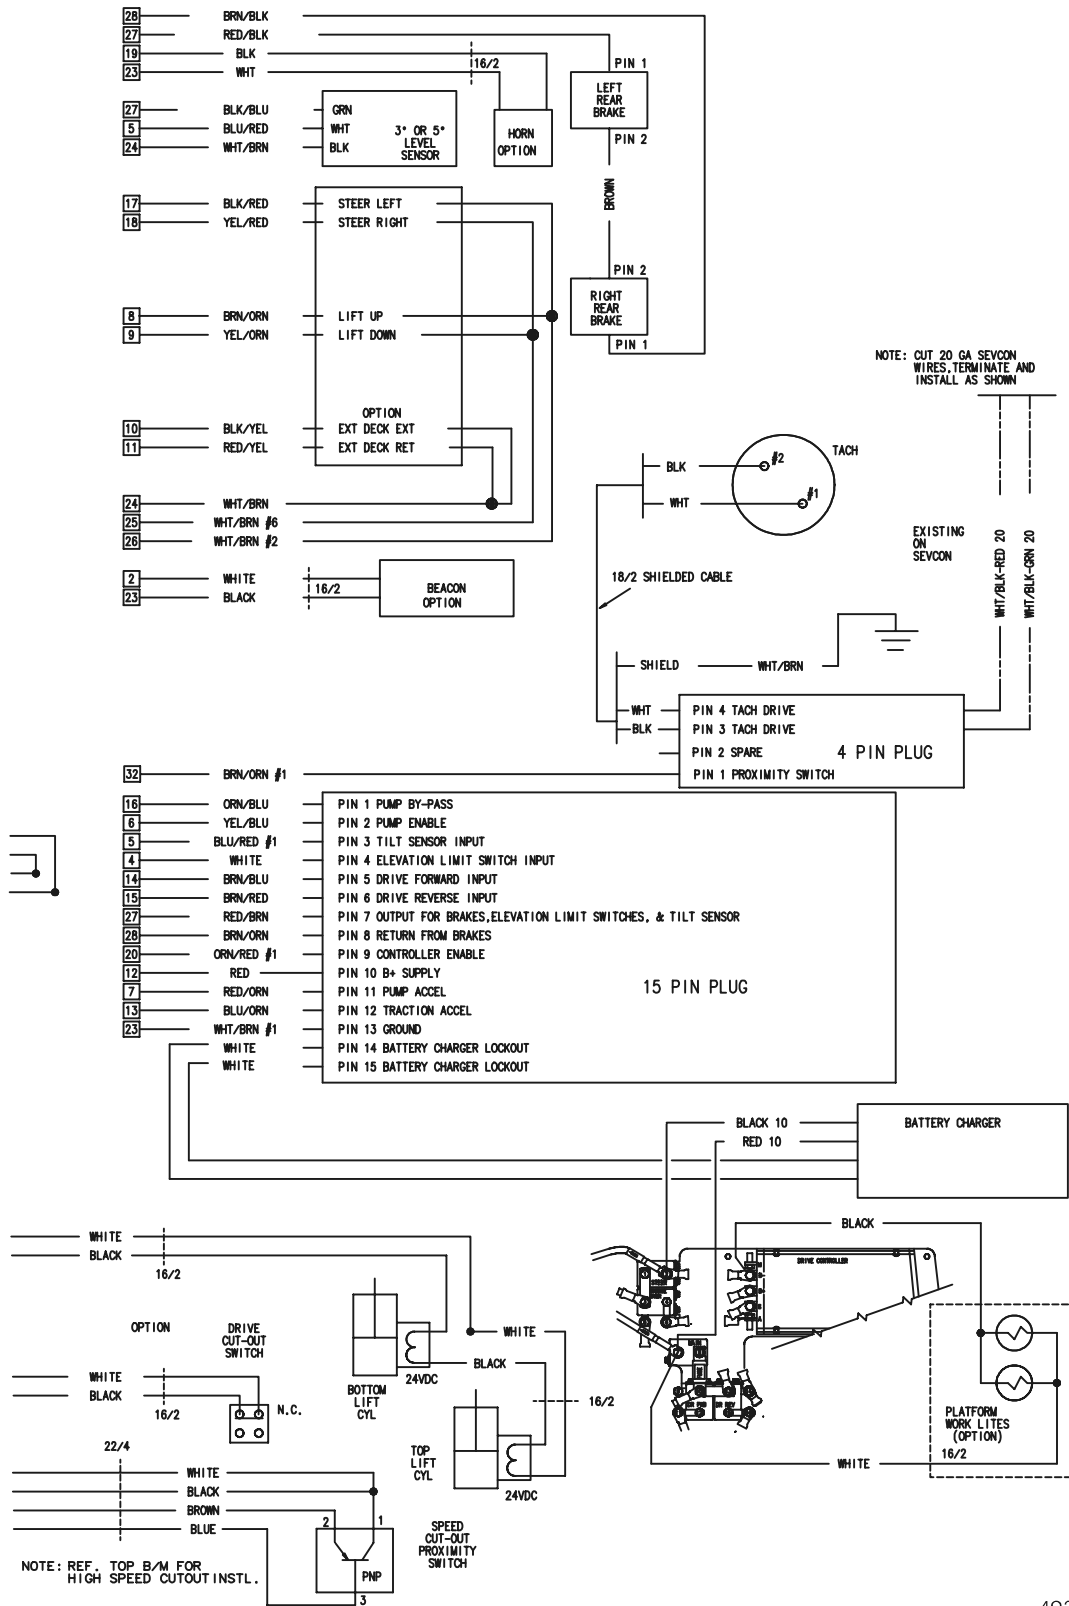 28 BRN/BLK
27 RED/BLK
19 BLK
23 WHT
16/2
PIN 1
LEFT
REAR
BRAKE
PIN 2
27 BLK/BLU GRN
5 BLU/RED WHT
24 WHT/BRN BLK
3° OR 5°
LEVEL
SENSOR
HORN
OPTION
BROWN
17 BLK/RED STEER LEFT
18 YEL/RED STEER RIGHT
PIN 2
RIGHT
REAR
BRAKE
PIN 1
8 BRN/ORN LIFT UP
9 YEL/ORN LIFT DOWN
OPTION
10 BLK/YEL EXT DECK EXT
11 RED/YEL EXT DECK RET
24 WHT/BRN
25 WHT/BRN #6
26 WHT/BRN #2
2 WHITE
23 BLACK
16/2
BEACON
OPTION
NOTE: CUT 20 GA SEVCON
WIRES,TERMINATE AND
INSTALL AS SHOWN
TACH
BLK #2
WHT #1
EXISTING
ON
SEVCON
WHT/BLK-RED 20
WHT/BLK-GRN 20
18/2 SHIELDED CABLE
SHIELD WHT/BRN
WHT PIN 4 TACH DRIVE
BLK PIN 3 TACH DRIVE
PIN 2 SPARE
4 PIN PLUG
32 BRN/ORN #1 PIN 1 PROXIMITY SWITCH
16 ORN/BLU PIN 1 PUMP BY-PASS
6 YEL/BLU PIN 2 PUMP ENABLE
5 BLU/RED #1 PIN 3 TILT SENSOR INPUT
4 WHITE PIN 4 ELEVATION LIMIT SWITCH INPUT
14 BRN/BLU PIN 5 DRIVE FORWARD INPUT
15 BRN/RED PIN 6 DRIVE REVERSE INPUT
27 RED/BRN PIN 7 OUTPUT FOR BRAKES,ELEVATION LIMIT SWITCHES, & TILT SENSOR
28 BRN/ORN PIN 8 RETURN FROM BRAKES
20 ORN/RED #1 PIN 9 CONTROLLER ENABLE
12 RED PIN 10 B+ SUPPLY
7 RED/ORN PIN 11 PUMP ACCEL
13 BLU/ORN PIN 12 TRACTION ACCEL
23 WHT/BRN #1 PIN 13 GROUND
WHITE PIN 14 BATTERY CHARGER LOCKOUT
WHITE PIN 15 BATTERY CHARGER LOCKOUT
15 PIN PLUG
BLACK 10
RED 10
BATTERY CHARGER
BLACK
DRIVE CONTROLLER
WHITE
BLACK
16/2
OPTION
DRIVE
CUT-OUT
SWITCH
WHITE
BLACK
16/2
N.C.
WHITE
BLACK
24VDC
BOTTOM
LIFT
CYL
16/2
TOP
LIFT
CYL
24VDC
DR REV
PLATFORM
WORK LITES
(OPTION)
16/2
WHITE
22/4
WHITE
BLACK
BROWN
BLUE
2 1
PNP
3
SPEED
CUT-OUT
PROXIMITY
SWITCH
NOTE: REF. TOP B/M FOR
HIGH SPEED CUTOUT INSTL.